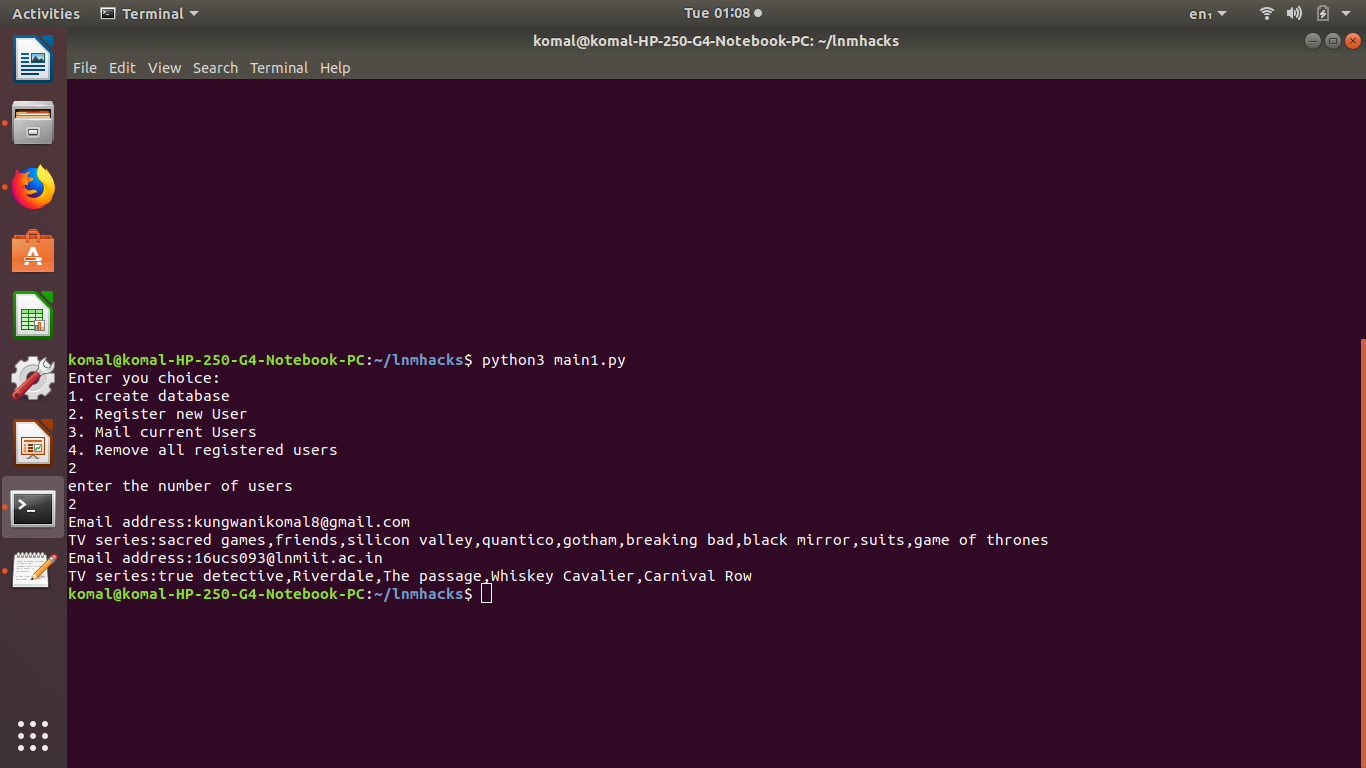 Activities Terminal Tue 01:08 en₁
komal@komal-HP-250-G4-Notebook-PC: ~/lnmhacks
File Edit View Search Terminal Help
komal@komal-HP-250-G4-Notebook-PC:~/lnmhacks$ python3 main1.py
Enter you choice:
1. create database
2. Register new User
3. Mail current Users
4. Remove all registered users
2
enter the number of users
2
Email address:kungwanikomal8@gmail.com
TV series:sacred games,friends,silicon valley,quantico,gotham,breaking bad,black mirror,suits,game of thrones
Email address:16ucs093@lnmiit.ac.in
TV series:true detective,Riverdale,The passage,Whiskey Cavalier,Carnival Row
komal@komal-HP-250-G4-Notebook-PC:~/lnmhacks$